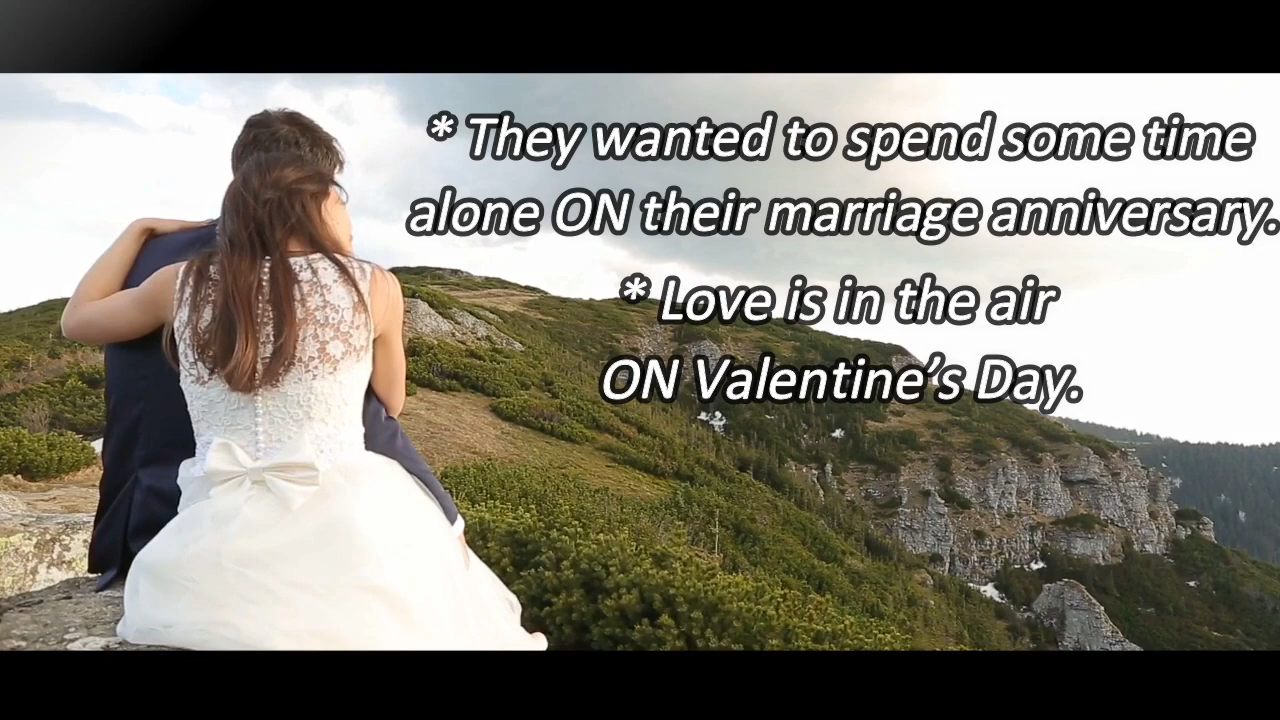 * They wanted to spend some time
alone ON their marriage anniversary.
* Love is in the air
ON Valentine’s Day.